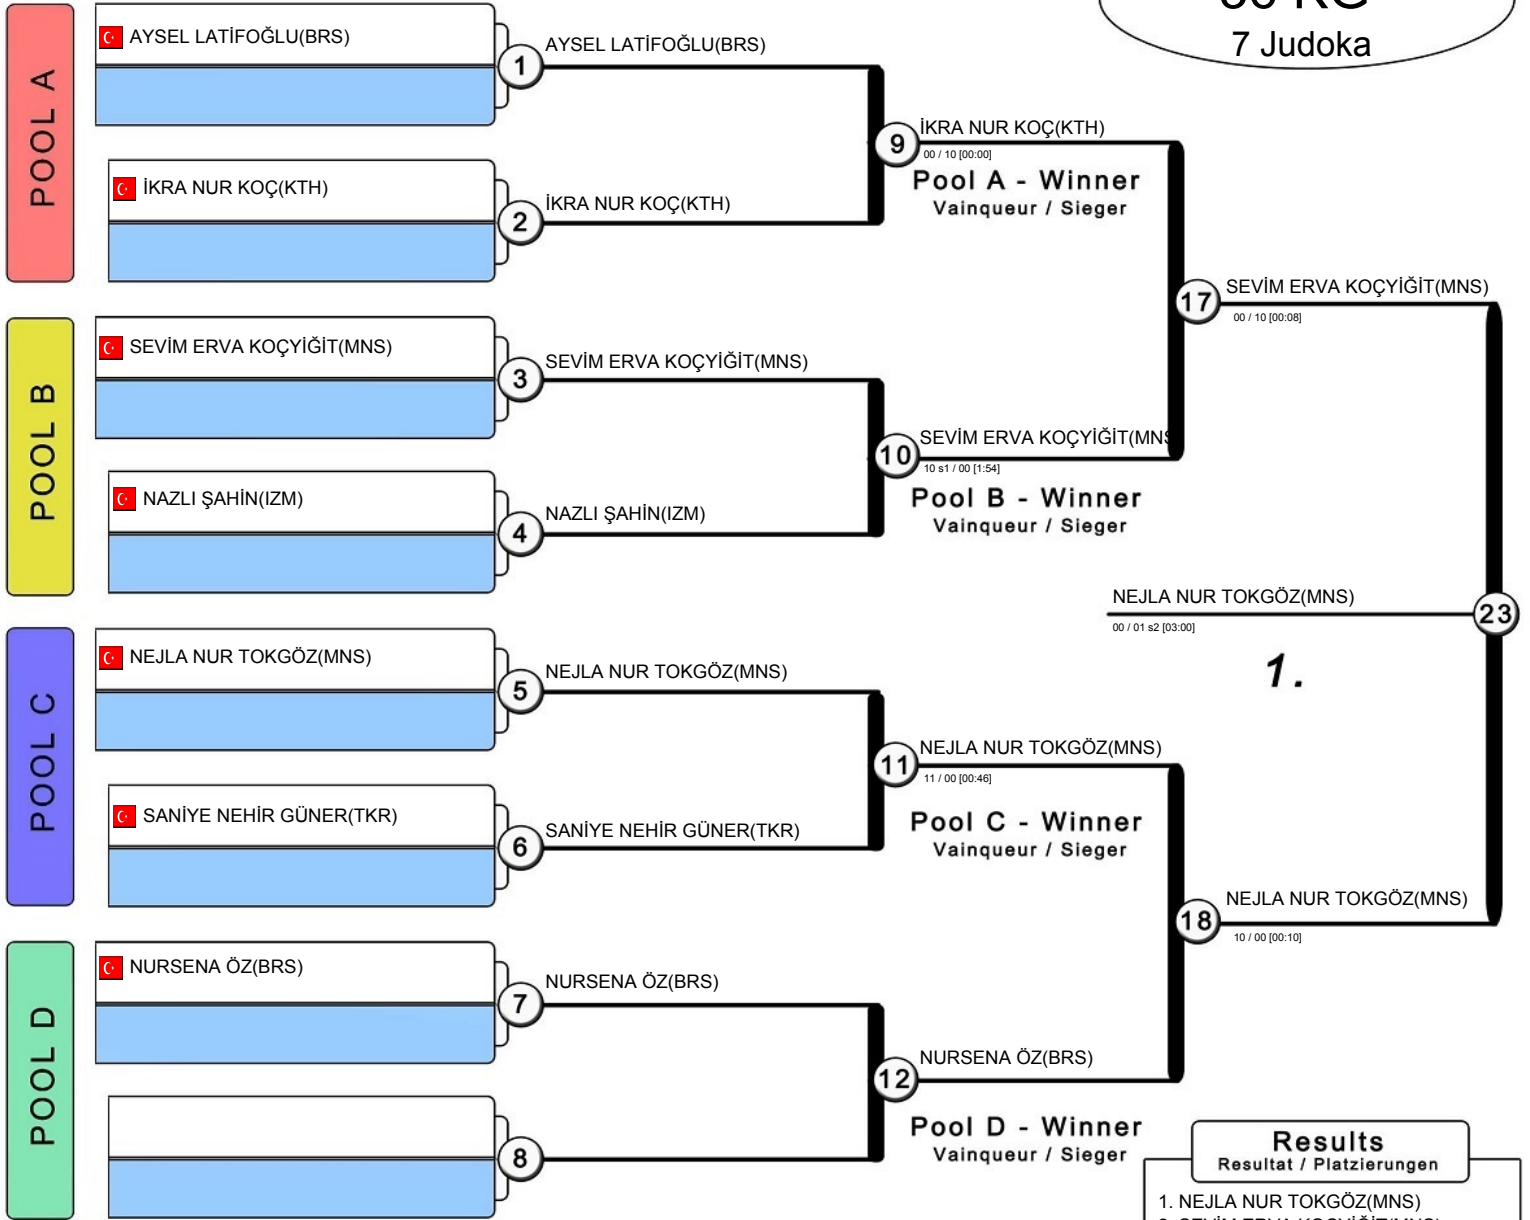 7 Judoka
POOL A
AYSEL LATİFOĞLU(BRS)
1
AYSEL LATİFOĞLU(BRS)
İKRA NUR KOÇ(KTH)
2
İKRA NUR KOÇ(KTH)
9
İKRA NUR KOÇ(KTH)
00 / 10 [00:00]
Pool A - Winner
Vainqueur / Sieger
POOL B
SEVİM ERVA KOÇYİĞİT(MNS)
3
SEVİM ERVA KOÇYİĞİT(MNS)
NAZLI ŞAHİN(IZM)
4
NAZLI ŞAHİN(IZM)
10
SEVİM ERVA KOÇYİĞİT(MNS
10 s1 / 00 [1:54]
Pool B - Winner
Vainqueur / Sieger
17
SEVİM ERVA KOÇYİĞİT(MNS)
00 / 10 [00:08]
NEJLA NUR TOKGÖZ(MNS)
23
00 / 01 s2 [03:00]
1.
POOL C
NEJLA NUR TOKGÖZ(MNS)
5
NEJLA NUR TOKGÖZ(MNS)
SANİYE NEHİR GÜNER(TKR)
6
SANİYE NEHİR GÜNER(TKR)
11
NEJLA NUR TOKGÖZ(MNS)
11 / 00 [00:46]
Pool C - Winner
Vainqueur / Sieger
18
NEJLA NUR TOKGÖZ(MNS)
10 / 00 [00:10]
POOL D
NURSENA ÖZ(BRS)
7
NURSENA ÖZ(BRS)
8
12
NURSENA ÖZ(BRS)
Pool D - Winner
Vainqueur / Sieger
Results
Resultat / Platzierungen
1. NEJLA NUR TOKGÖZ(MNS)